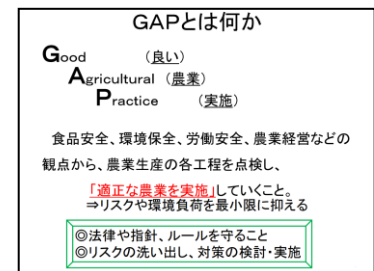 GAPとは何か
Good （良い）
Agricultural （農業）
Practice （実施）
食品安全、環境保全、労働安全、農業経営などの
観点から、農業生産の各工程を点検し、
「適正な農業を実施」していくこと。
⇒リスクや環境負荷を最小限に抑える
◎法律や指針、ルールを守ること
◎リスクの洗い出し、対策の検討・実施